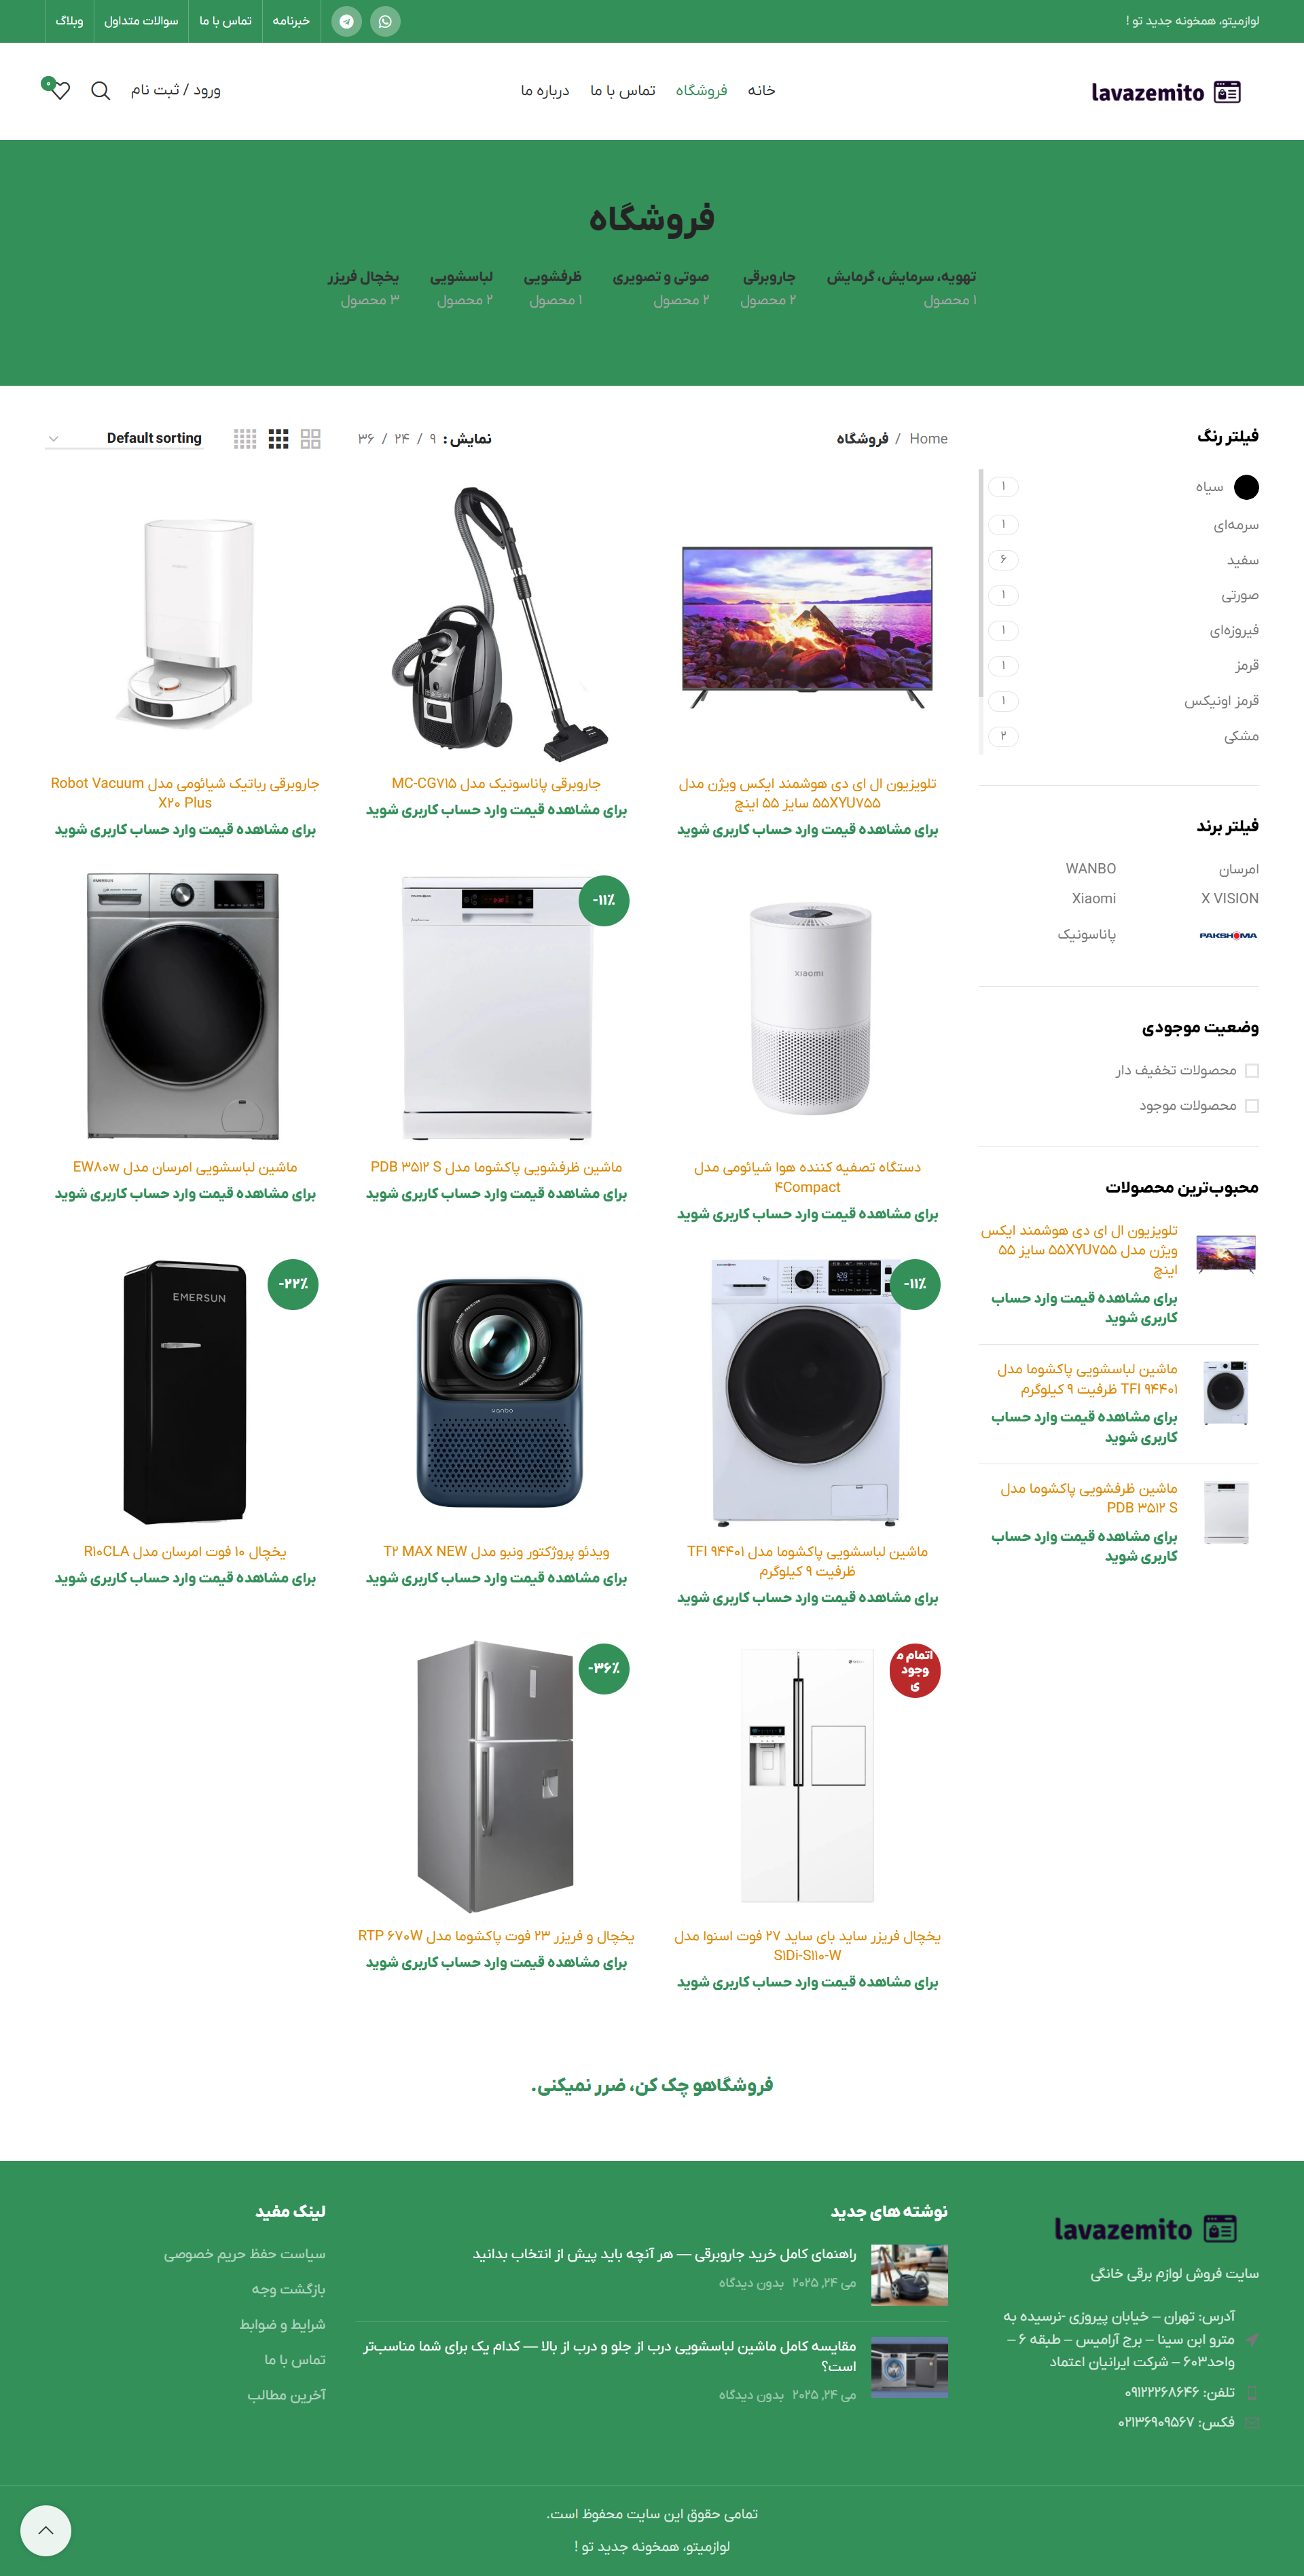 لوازمیتو، همخونه جدید تو !
خبرنامه
تماس با ما
سوالات متداول
وبلاگ
lavazemito
خانه
فروشگاه
تماس با ما
درباره ما
ورود / ثبت نام
۰
فروشگاه
تهویه، سرمایش، گرمایش
۱ محصول
جاروبرقی
۲ محصول
صوتی و تصویری
۲ محصول
ظرفشویی
۱ محصول
لباسشویی
۲ محصول
یخچال فریزر
۳ محصول
فیلتر رنگ
سیاه ۱
سرمه‌ای ۱
سفید ۶
صورتی ۱
فیروزه‌ای ۱
قرمز ۱
قرمز اونیکس ۱
مشکی ۲
فیلتر برند
امرسان
WANBO
X VISION
Xiaomi
PAKSHOMA
پاناسونیک
وضعیت موجودی
محصولات تخفیف دار
محصولات موجود
محبوب‌ترین محصولات
تلویزیون ال ای دی هوشمند ایکس
ویژن مدل ۵۵XYU۷۵۵ سایز ۵۵
اینچ
برای مشاهده قیمت وارد حساب
کاربری شوید
ماشین لباسشویی پاکشوما مدل
TFI ۹۴۴۰۱ ظرفیت ۹ کیلوگرم
برای مشاهده قیمت وارد حساب
کاربری شوید
ماشین ظرفشویی پاکشوما مدل
PDB ۳۵۱۲ S
برای مشاهده قیمت وارد حساب
کاربری شوید
Home / فروشگاه
نمایش: ۹ / ۲۴ / ۳۶
Default sorting
تلویزیون ال ای دی هوشمند ایکس ویژن مدل
۵۵XYU۷۵۵ سایز ۵۵ اینچ
برای مشاهده قیمت وارد حساب کاربری شوید
جاروبرقی پاناسونیک مدل MC-CG۷۱۵
برای مشاهده قیمت وارد حساب کاربری شوید
جاروبرقی رباتیک شیائومی مدل Robot Vacuum
X۲۰ Plus
برای مشاهده قیمت وارد حساب کاربری شوید
xiaomi
دستگاه تصفیه کننده هوا شیائومی مدل
۴Compact
برای مشاهده قیمت وارد حساب کاربری شوید
-۱۱٪
ماشین ظرفشویی پاکشوما مدل PDB ۳۵۱۲ S
برای مشاهده قیمت وارد حساب کاربری شوید
EMERSUN
ماشین لباسشویی امرسان مدل EW۸۰w
برای مشاهده قیمت وارد حساب کاربری شوید
-۱۱٪
ماشین لباسشویی پاکشوما مدل TFI ۹۴۴۰۱
ظرفیت ۹ کیلوگرم
برای مشاهده قیمت وارد حساب کاربری شوید
wanbo
ویدئو پروژکتور ونبو مدل T۲ MAX NEW
برای مشاهده قیمت وارد حساب کاربری شوید
-۲۲٪
EMERSUN
یخچال ۱۰ فوت امرسان مدل R۱۰CLA
برای مشاهده قیمت وارد حساب کاربری شوید
اتمام م
وجود
ی
یخچال فریزر ساید بای ساید ۲۷ فوت اسنوا مدل
S۱Di-S۱۱۰-W
برای مشاهده قیمت وارد حساب کاربری شوید
-۳۶٪
یخچال و فریزر ۲۳ فوت پاکشوما مدل RTP ۶۷۰W
برای مشاهده قیمت وارد حساب کاربری شوید
فروشگاهو چک کن، ضرر نمیکنی.
lavazemito
سایت فروش لوازم برقی خانگی
آدرس: تهران – خیابان پیروزی -نرسیده به
مترو ابن سینا – برج آرامیس – طبقه ۶ –
واحد۶۰۳ – شرکت ایرانیان اعتماد
تلفن: ۰۹۱۲۲۲۶۸۶۴۶
فکس: ۰۲۱۳۶۹۰۹۵۶۷
نوشته های جدید
راهنمای کامل خرید جاروبرقی — هر آنچه باید پیش از انتخاب بدانید
می ۲۴, ۲۰۲۵ بدون دیدگاه
مقایسه کامل ماشین لباسشویی درب از جلو و درب از بالا — کدام یک برای شما مناسب‌تر
است؟
می ۲۴, ۲۰۲۵ بدون دیدگاه
لینک مفید
سیاست حفظ حریم خصوصی
بازگشت وجه
شرایط و ضوابط
تماس با ما
آخرین مطالب
تمامی حقوق این سایت محفوظ است.
لوازمیتو، همخونه جدید تو !